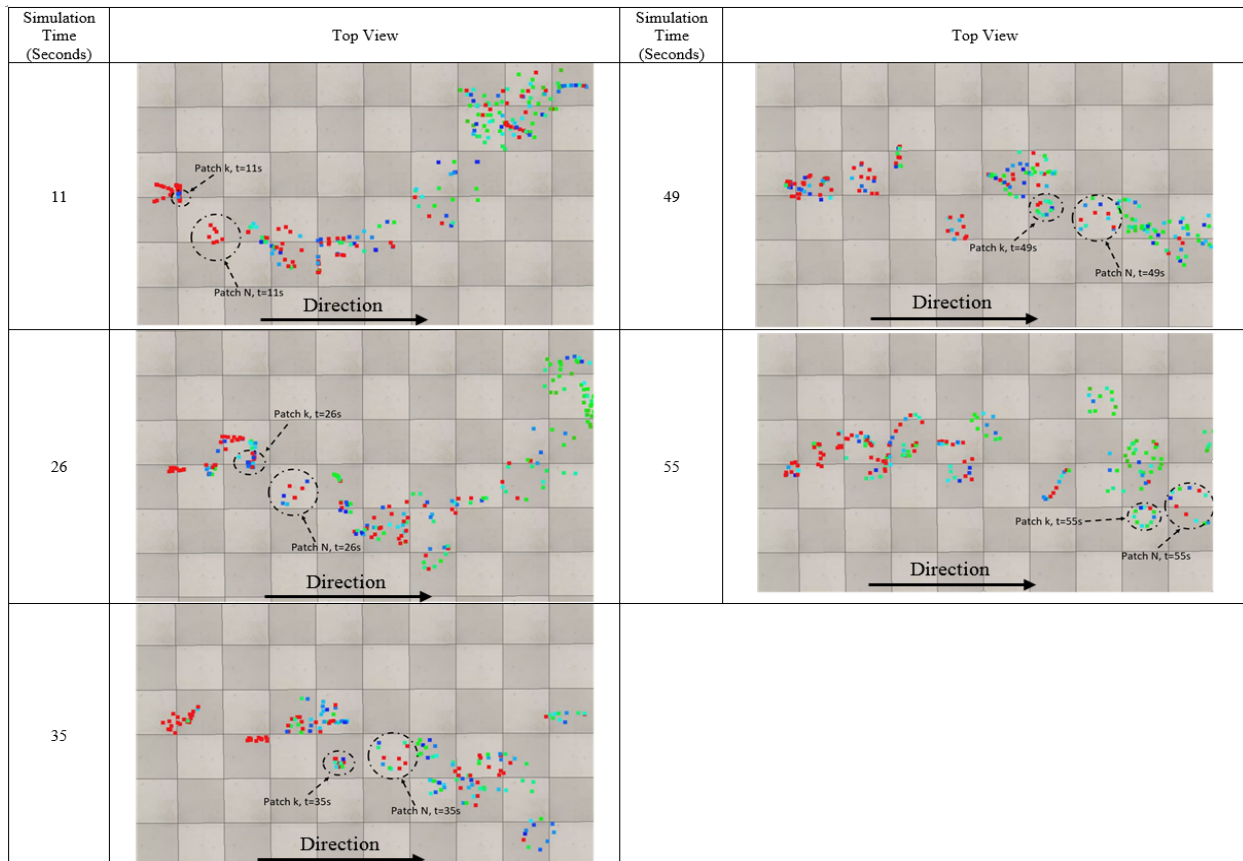 Simulation
Time
(Seconds)
Top View
Simulation
Time
(Seconds)
Top View
11
Patch k, t=11s
Patch N, t=11s
Direction
49
Patch k, t=49s
Patch N, t=49s
Direction
26
Patch k, t=26s
Patch N, t=26s
Direction
55
Patch k, t=55s
Patch N, t=55s
Direction
35
Patch k, t=35s
Patch N, t=35s
Direction